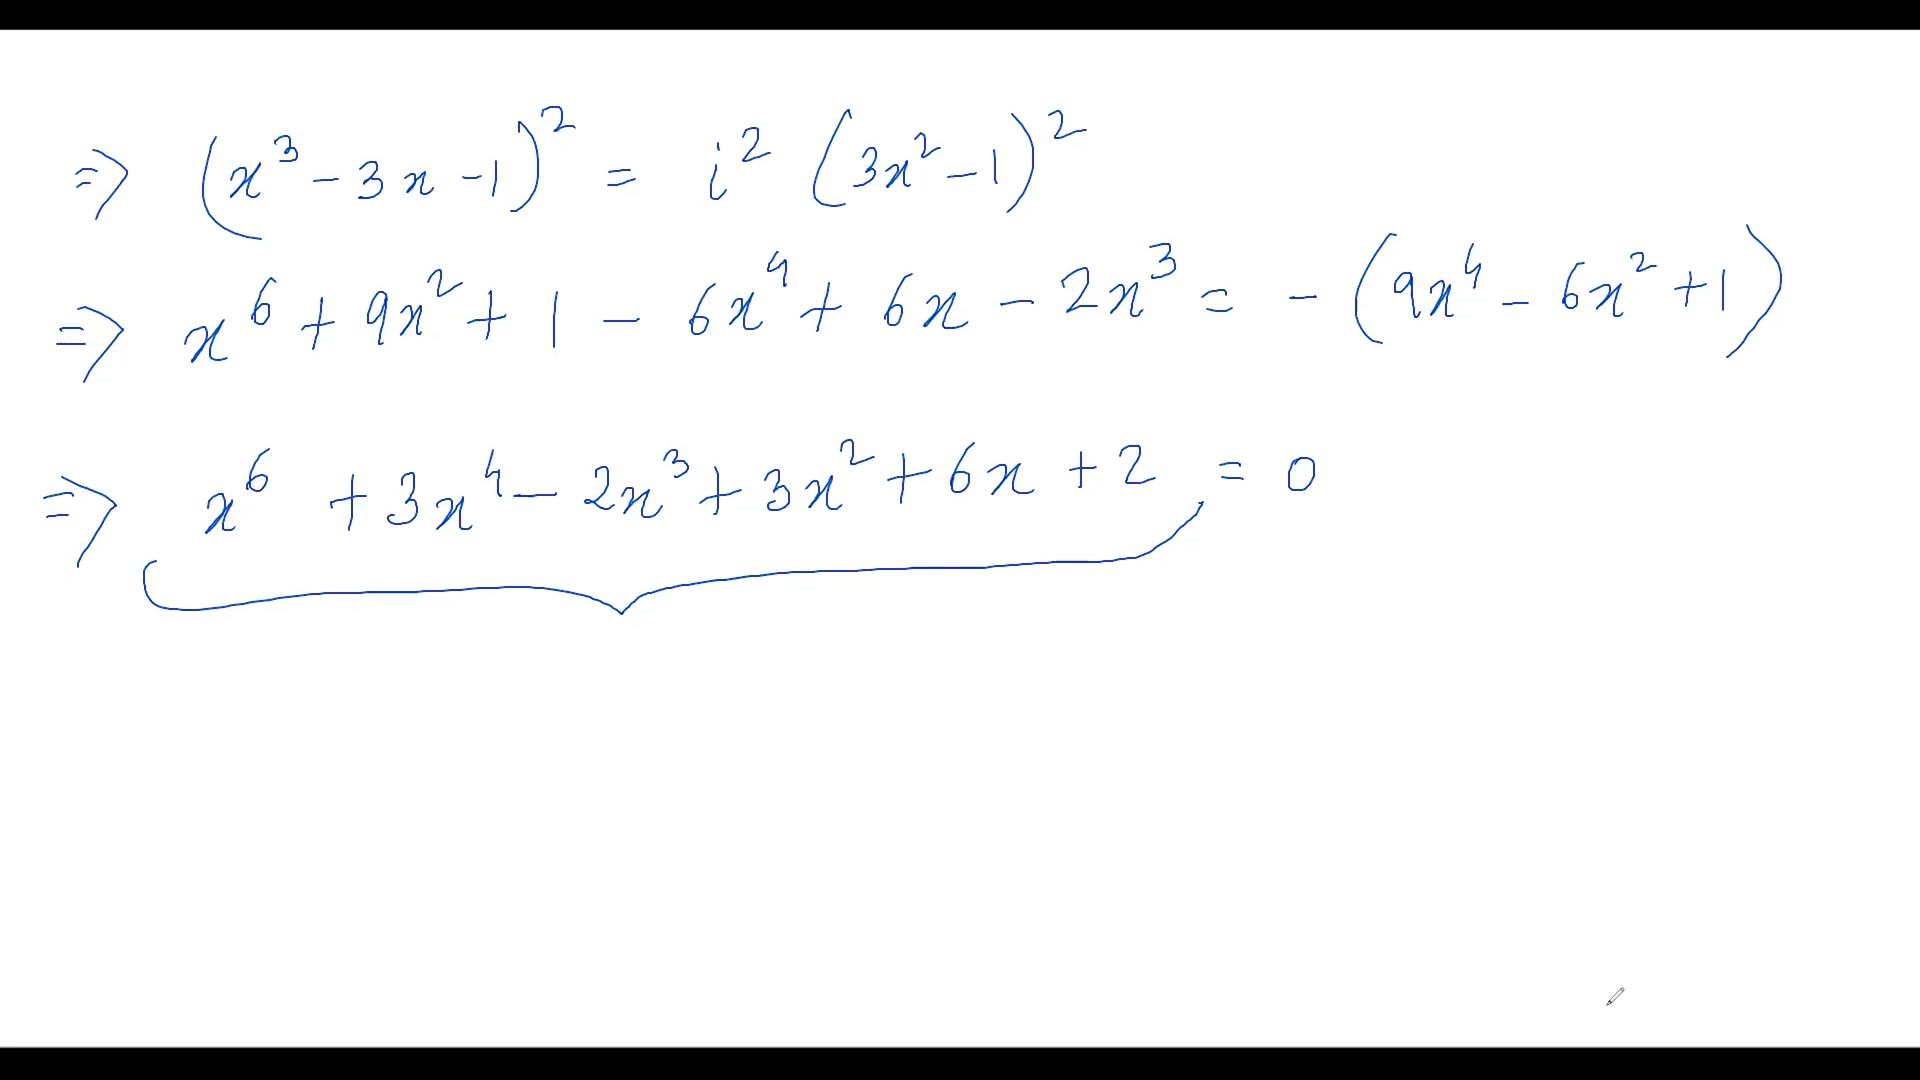 ⇒ (x³ - 3x - 1)² = i² (3x² - 1)²
⇒ x⁶ + 9x² + 1 - 6x⁴ + 6x - 2x³ = - (9x⁴ - 6x² + 1)
⇒ x⁶ + 3x⁴ - 2x³ + 3x² + 6x + 2 = 0